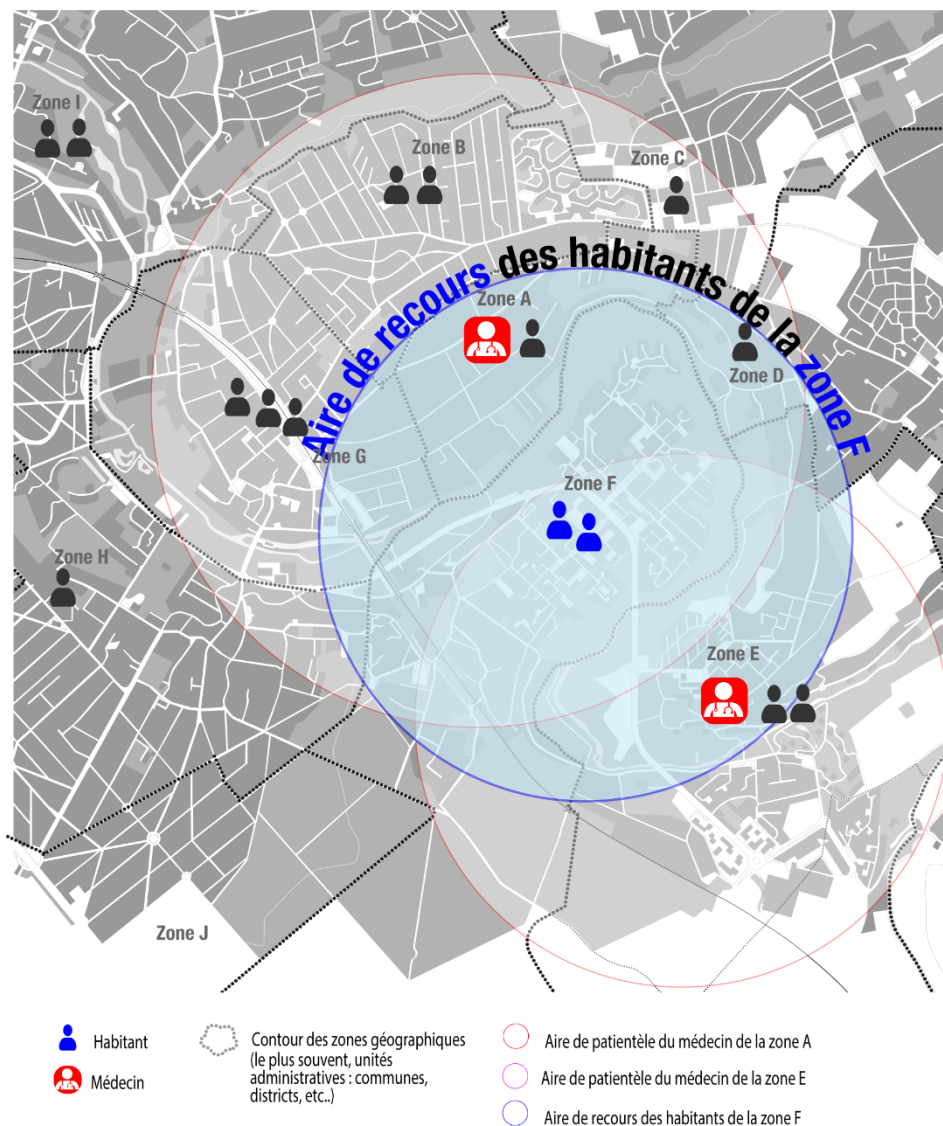 Zone I
Zone B
Zone C
Aire de recours des habitants de la zone F
Zone A
Zone D
Zone G
Zone F
Zone H
Zone E
Zone J
Habitant
Médecin
Contour des zones géographiques
(le plus souvent, unités
administratives : communes,
districts, etc..)
Aire de patientèle du médecin de la zone A
Aire de patientèle du médecin de la zone E
Aire de recours des habitants de la zone F